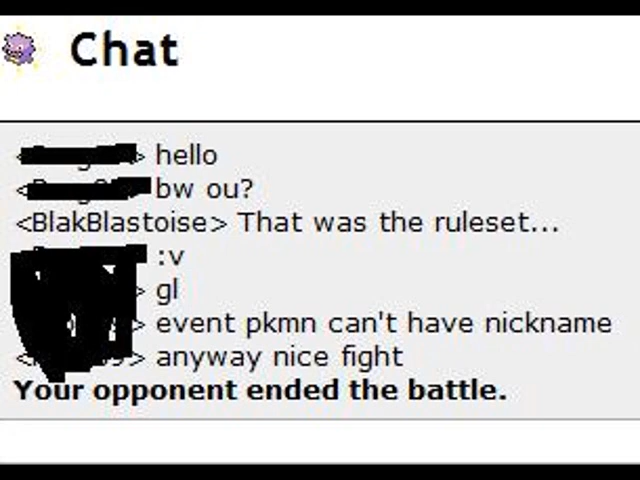 Chat
hello
bw ou?
<BlakBlastoise> That was the ruleset...
:v
> gl
> event pkmn can't have nickname
> anyway nice fight
Your opponent ended the battle.